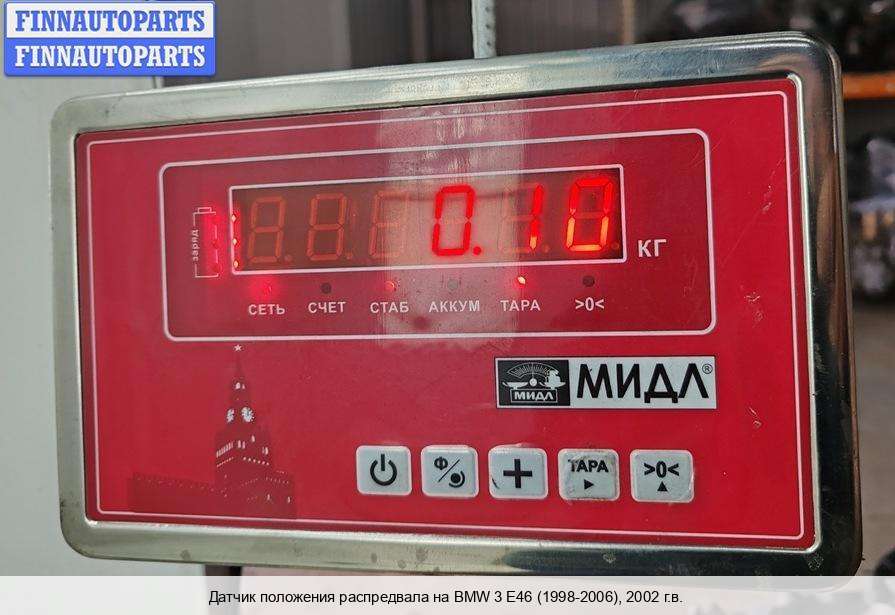 FINNAUTOPARTS
FINNAUTOPARTS
заряд
0.10
КГ
СЕТЬ СЧЕТ СТАБ АККУМ ТАРА >0<
МИДЛ
МИДЛ®
Ф
ТАРА
>0<
Датчик положения распредвала на BMW 3 E46 (1998-2006), 2002 г.в.